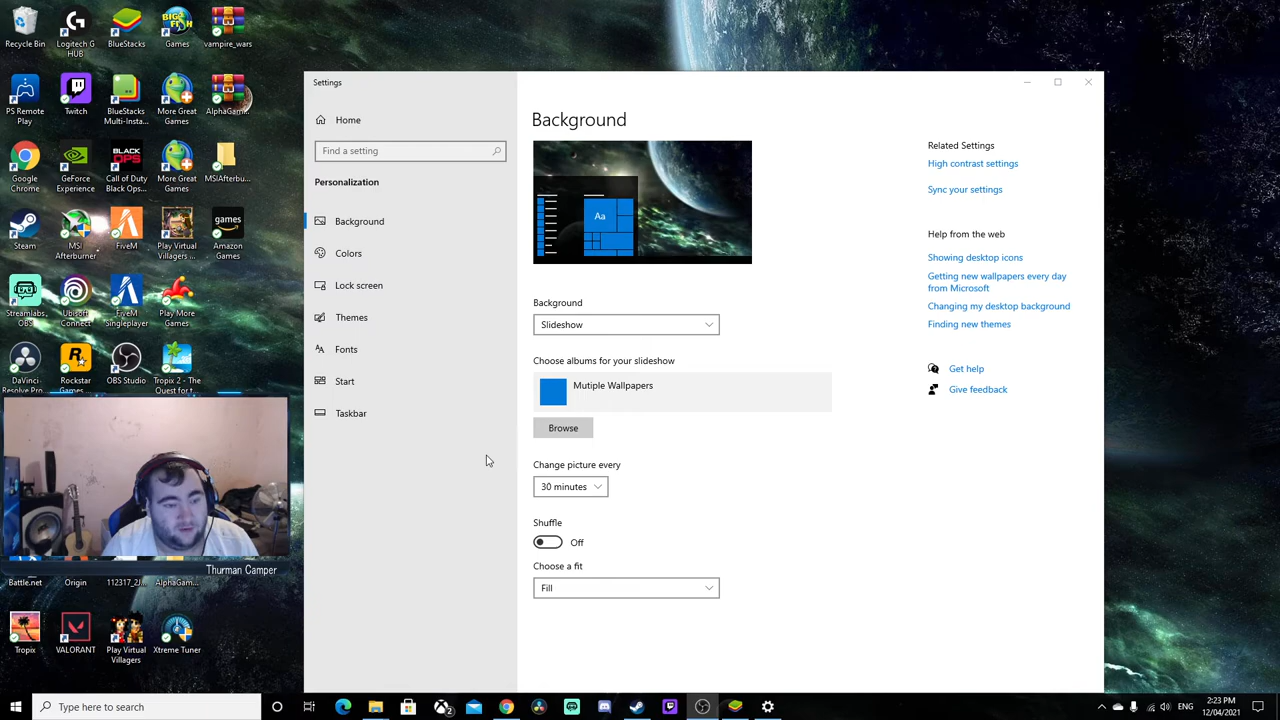 Recycle Bin
Logitech G HUB
BlueStacks
Games
vampire_wars
PS Remote Play
Twitch
BlueStacks Multi-Insta...
More Great Games
AlphaGam...
Google Chrome
GeForce Experience
BLACK OPS
Call of Duty Black Ops...
More Great Games
MSIAfterbu...
Steam
MSI Afterburner
FiveM
Play Virtual Villagers ...
games
Amazon Games
Streamlabs OBS
Ubisoft Connect
FiveM Singleplayer
Play More Games
DaVinci Resolve Pro...
Rockstar Games ...
OBS Studio
Tropix 2 - The Quest for t...
Thurman Camper
Battle.net
Origin
112317_2J...
AlphaGam...
Tropix
VALORANT
Play Virtual Villagers
Xtreme Tuner
Settings
Home
Find a setting
Personalization
Background
Colors
Lock screen
Themes
Fonts
Start
Taskbar
Background
Aa
Background
Slideshow
Choose albums for your slideshow
Mutiple Wallpapers
Browse
Change picture every
30 minutes
Shuffle
Off
Choose a fit
Fill
Related Settings
High contrast settings
Sync your settings
Help from the web
Showing desktop icons
Getting new wallpapers every day
from Microsoft
Changing my desktop background
Finding new themes
Get help
Give feedback
Type here to search
2:23 PM
12/04/2021